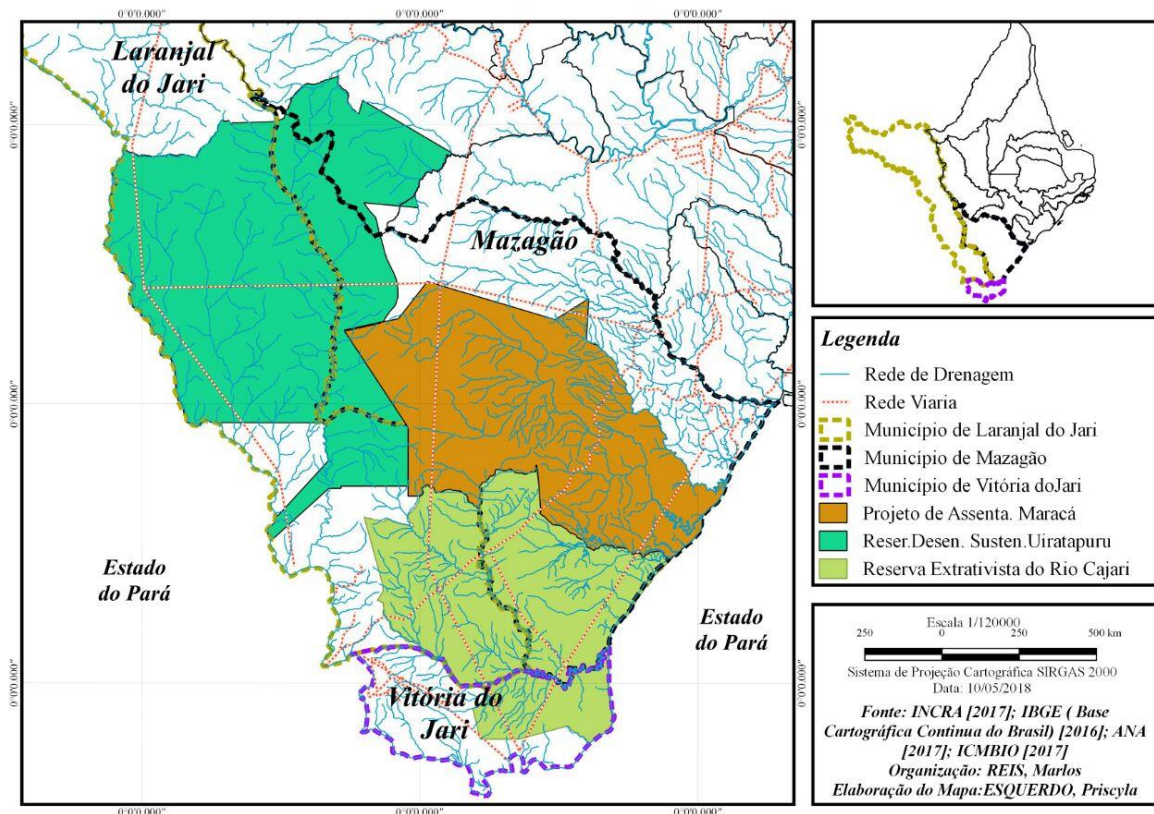 0°0'0.000"
0°0'0.000"
0°0'0.000"
0°0'0.000"
0°0'0.000"
0°0'0.000"
0°0'0.000"
0°0'0.000"
0°0'0.000"
Laranjal
do Jari
Mazagão
Estado
do Pará
Estado
do Pará
Vitória do
Jari
0°0'0.000"
0°0'0.000"
0°0'0.000"
Legenda
Rede de Drenagem
Rede Viaria
Município de Laranjal do Jari
Município de Mazagão
Município de Vitória doJari
Projeto de Assenta. Maracá
Reser.Desen. Susten.Uiratapuru
Reserva Extrativista do Rio Cajari
Escala 1/120000
250 0 250 500 km
Sistema de Projeção Cartográfica SIRGAS 2000
Data: 10/05/2018
Fonte: INCRA [2017]; IBGE ( Base
Cartográfica Continua do Brasil) [2016]; ANA
[2017]; ICMBIO [2017]
Organização: REIS, Marlos
Elaboração do Mapa:ESQUERDO, Priscyla